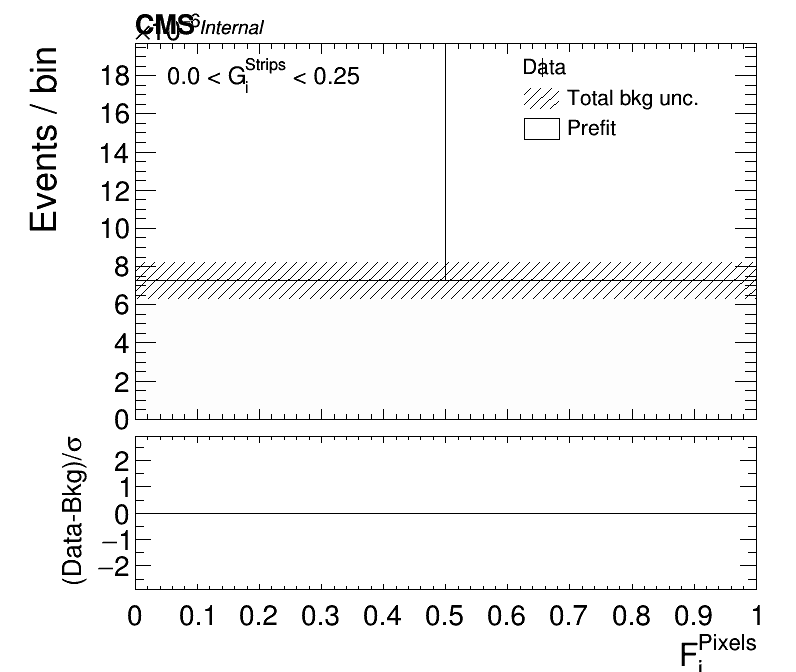 CMS Internal
×10⁻⁶
Events / bin
18
16
14
12
10
8
6
4
2
0
0.0 < G_i^Strips < 0.25
Data
Total bkg unc.
Prefit
(Data-Bkg)/σ
2
1
0
−1
−2
0 0.1 0.2 0.3 0.4 0.5 0.6 0.7 0.8 0.9 1
F_i^Pixels